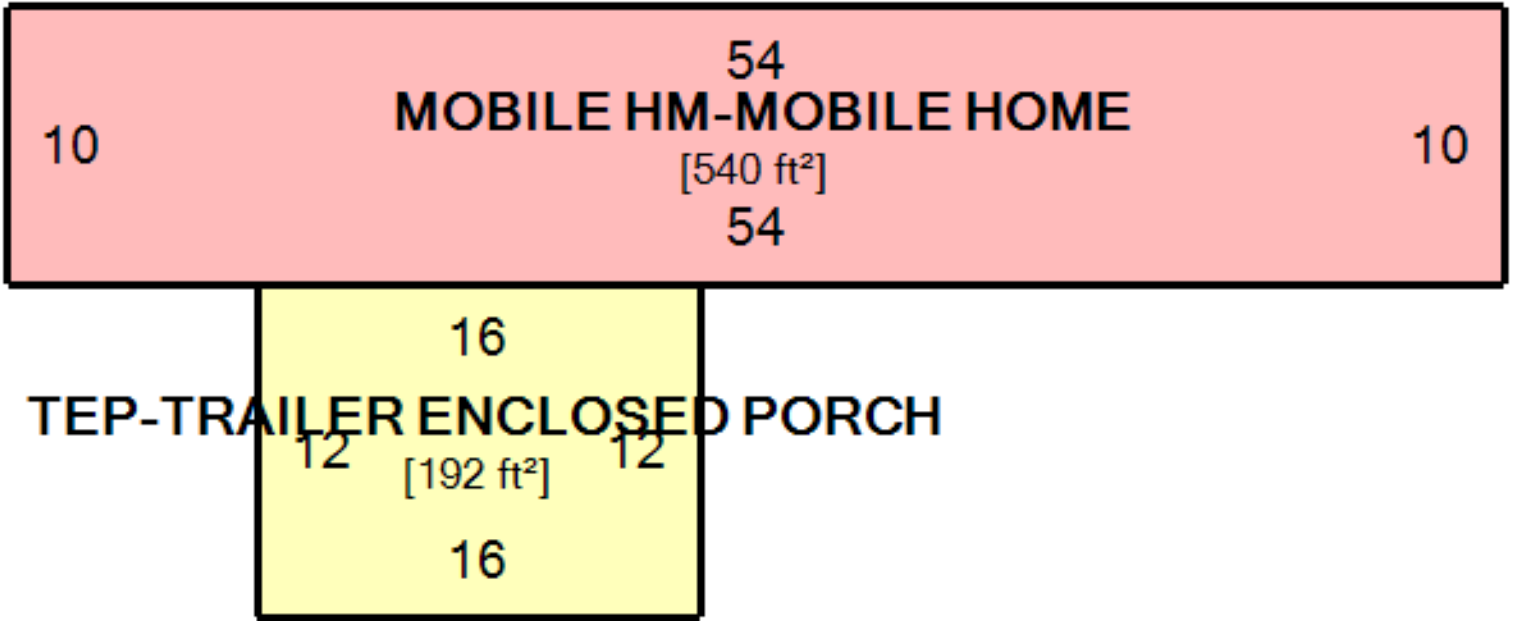 54
MOBILE HM-MOBILE HOME
10
10
[540 ft²]
54
16
TEP-TRAILER ENCLOSED PORCH
12
12
[192 ft²]
16